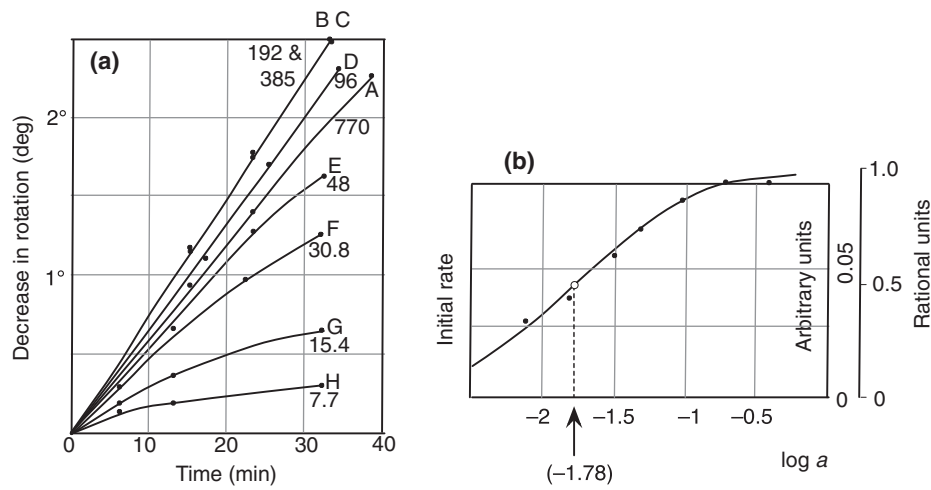 B C
(a)
192 &
385
D
96
A
770
E
48
F
30.8
G
15.4
H
7.7
2°
1°
Decrease in rotation (deg)
0
10
20
30
40
Time (min)
(b)
Initial rate
Arbitrary units
0.05
0
1.0
0.5
0
Rational units
–2
–1.5
–1
–0.5
(–1.78)
log a